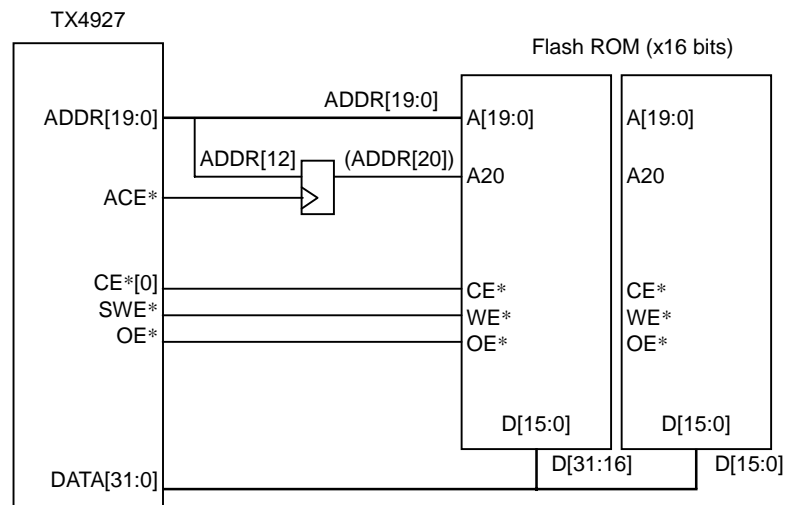 TX4927
Flash ROM (x16 bits)
ADDR[19:0]
ADDR[19:0]
A[19:0]
A[19:0]
ADDR[12]
(ADDR[20])
A20
A20
ACE*
CE*[0]
CE*
CE*
SWE*
WE*
WE*
OE*
OE*
OE*
D[15:0]
D[15:0]
D[31:16]
D[15:0]
DATA[31:0]